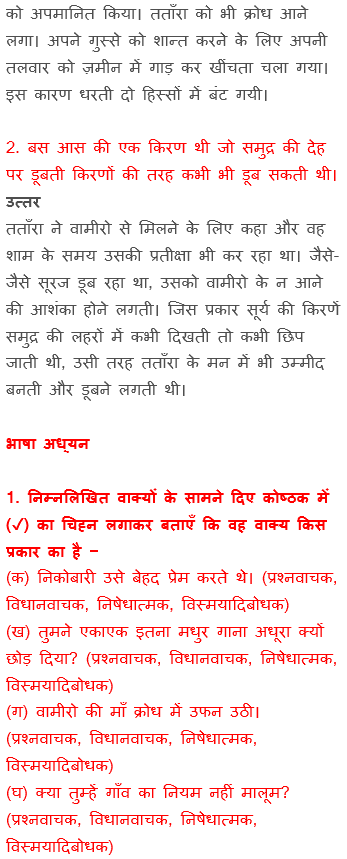 को अपमानित किया। तताँरा को भी क्रोध आने
लगा। अपने गुस्से को शान्त करने के लिए अपनी
तलवार को ज़मीन में गाड़ कर खींचता चला गया।
इस कारण धरती दो हिस्सों में बंट गयी।
2. बस आस की एक किरण थी जो समुद्र की देह
पर डूबती किरणों की तरह कभी भी डूब सकती थी।
उत्तर
तताँरा ने वामीरो से मिलने के लिए कहा और वह
शाम के समय उसकी प्रतीक्षा भी कर रहा था। जैसे-
जैसे सूरज डूब रहा था, उसको वामीरो के न आने
की आशंका होने लगती। जिस प्रकार सूर्य की किरणें
समुद्र की लहरों में कभी दिखती तो कभी छिप
जाती थी, उसी तरह तताँरा के मन में भी उम्मीद
बनती और डूबने लगती थी।
भाषा अध्यन
1. निम्नलिखित वाक्यों के सामने दिए कोष्ठक में
(✓) का चिह्न लगाकर बताएँ कि वह वाक्य किस
प्रकार का है −
(क) निकोबारी उसे बेहद प्रेम करते थे। (प्रश्नवाचक,
विधानवाचक, निषेधात्मक, विस्मयादिबोधक)
(ख) तुमने एकाएक इतना मधुर गाना अधूरा क्यों
छोड़ दिया? (प्रश्नवाचक, विधानवाचक, निषेधात्मक,
विस्मयादिबोधक)
(ग) वामीरो की माँ क्रोध में उफन उठी।
(प्रश्नवाचक, विधानवाचक, निषेधात्मक,
विस्मयादिबोधक)
(घ) क्या तुम्हें गाँव का नियम नहीं मालूम?
(प्रश्नवाचक, विधानवाचक, निषेधात्मक,
विस्मयादिबोधक)